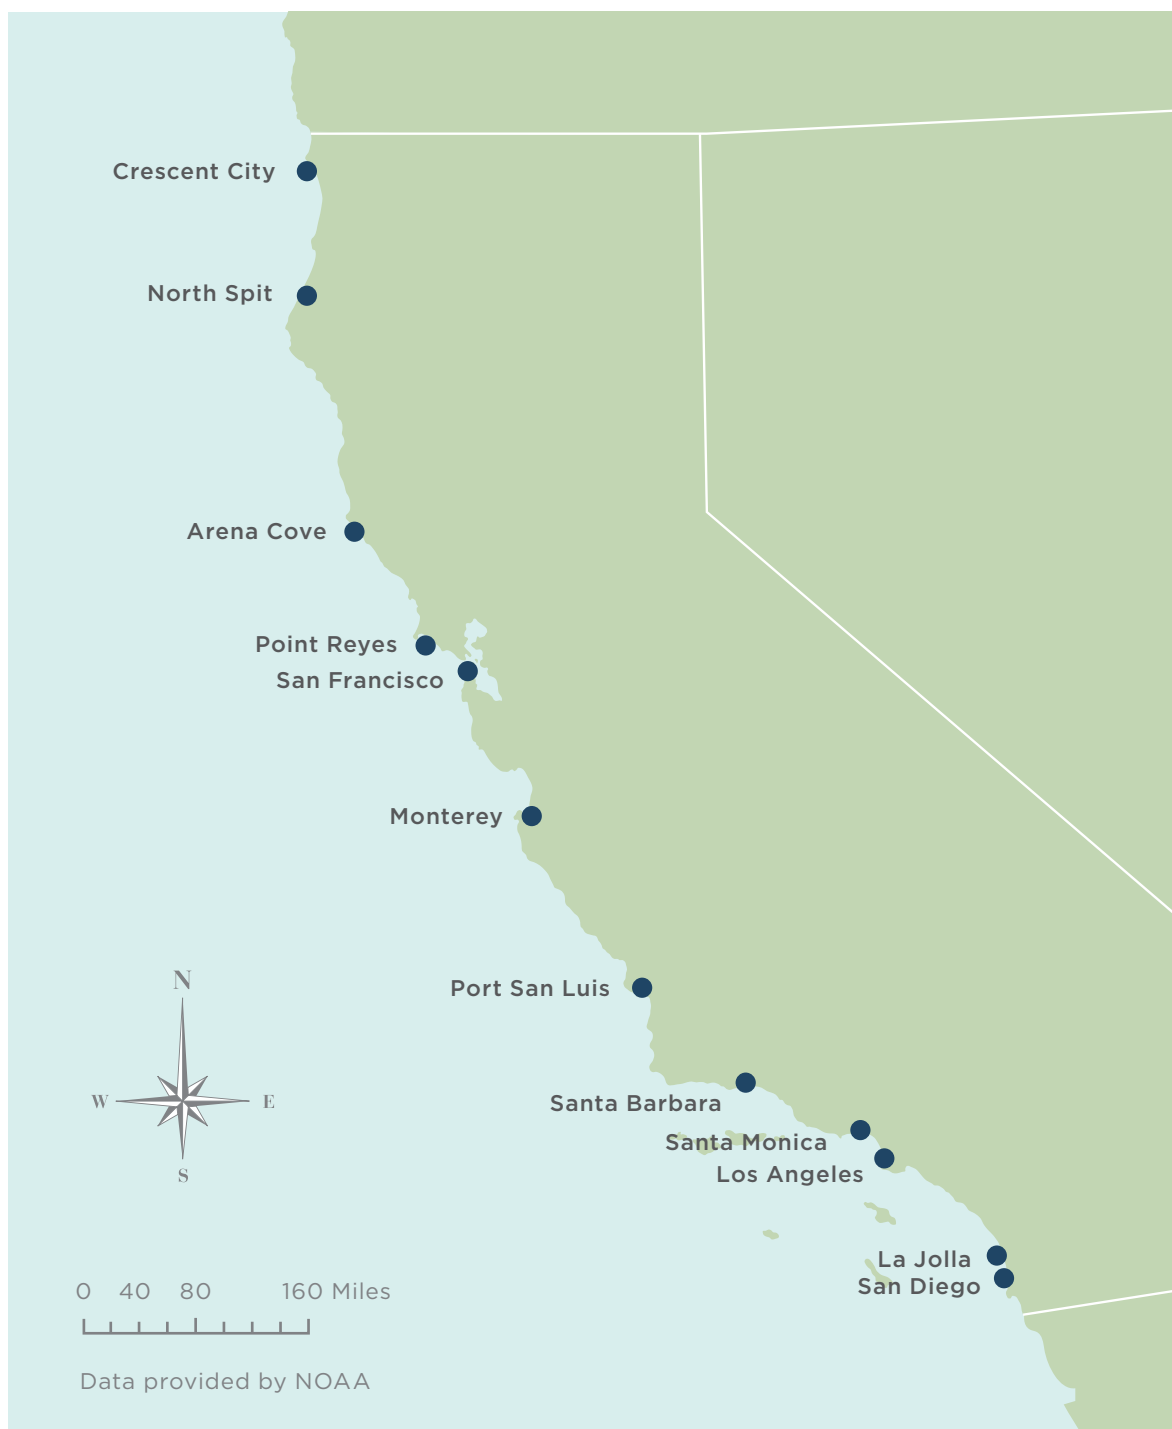 Crescent City
North Spit
Arena Cove
Point Reyes
San Francisco
Monterey
Port San Luis
N
W E
S
Santa Barbara
Santa Monica
Los Angeles
La Jolla
San Diego
0 40 80 160 Miles
Data provided by NOAA